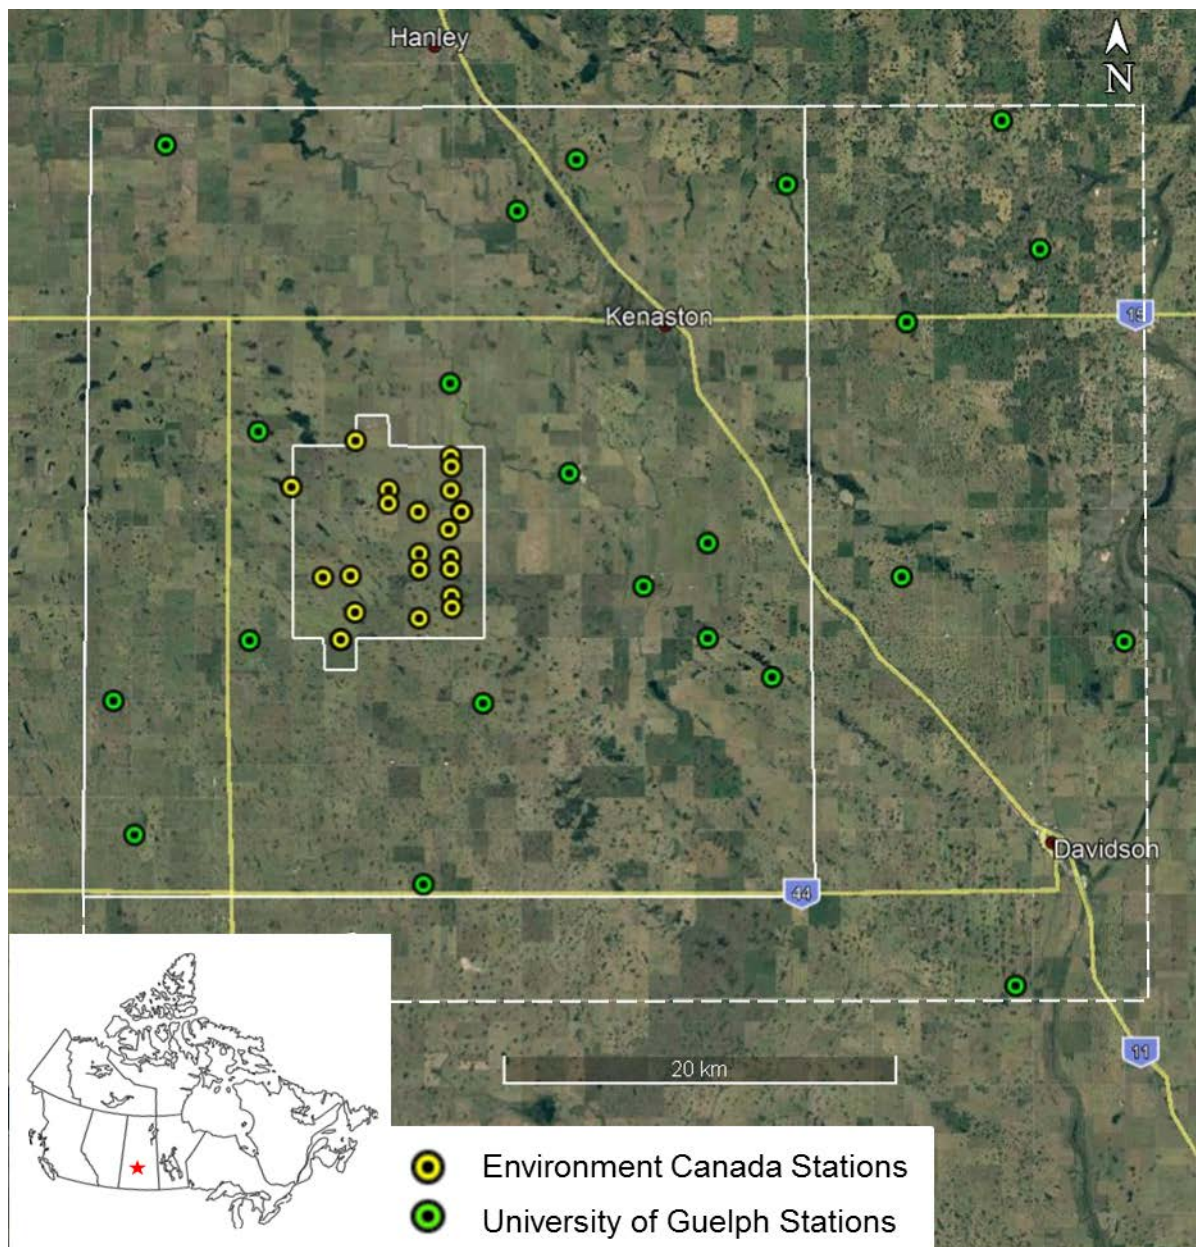 Hanley
N
Kenaston
15
Davidson
44
11
20 km
Environment Canada Stations
University of Guelph Stations